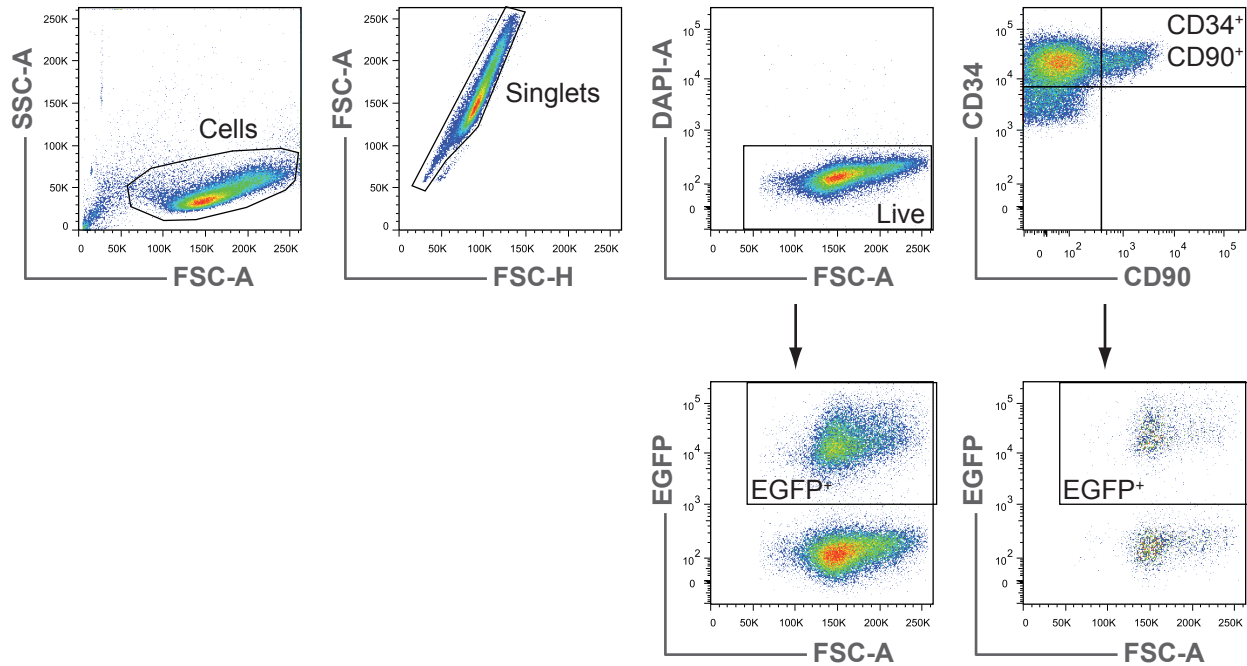 SSC-A
250K
200K
150K
100K
50K
0
Cells
0 50K 100K 150K 200K 250K
FSC-A
FSC-A
250K
200K
150K
100K
50K
0
Singlets
0 50K 100K 150K 200K 250K
FSC-H
DAPI-A
10^5
10^4
10^3
10^2
0
Live
0 50K 100K 150K 200K 250K
FSC-A
CD34
10^5
10^4
10^3
10^2
0
CD34^+
CD90^+
0 10^2 10^3 10^4 10^5
CD90
EGFP
10^5
10^4
10^3
10^2
0
EGFP^+
0 50K 100K 150K 200K 250K
FSC-A
EGFP
10^5
10^4
10^3
10^2
0
EGFP^+
0 50K 100K 150K 200K 250K
FSC-A